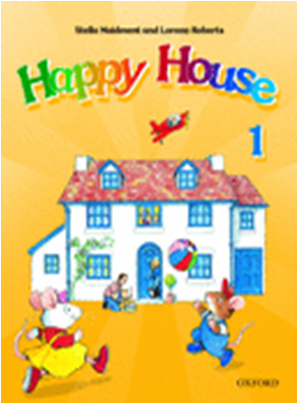 Stella Maidment and Lorena Roberts
Happy House
1
OXFORD